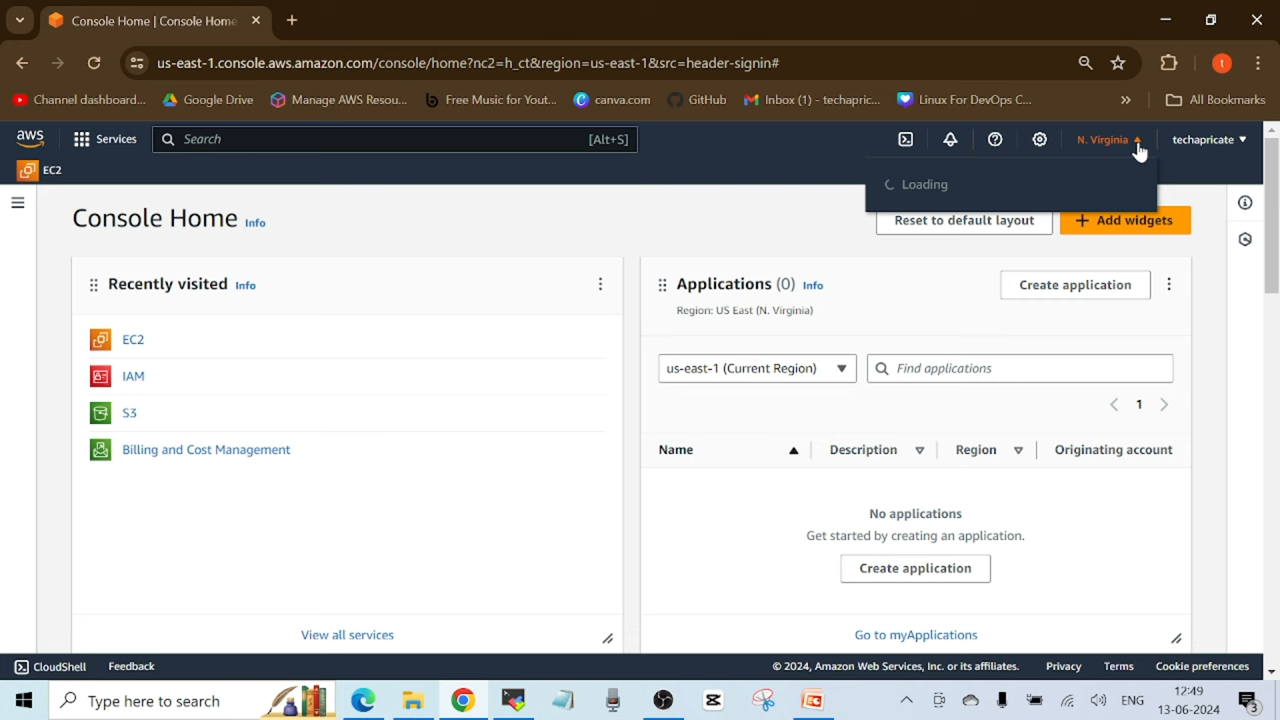 Console Home | Console Home
us-east-1.console.aws.amazon.com/console/home?nc2=h_ct&region=us-east-1&src=header-signin#
Channel dashboard... Google Drive Manage AWS Resou... Free Music for Yout... canva.com GitHub Inbox (1) - techapric... Linux For DevOps C... » All Bookmarks
aws Services Search [Alt+S] N. Virginia techapricate
EC2
Loading
Console Home Info
Reset to default layout + Add widgets
Recently visited Info
EC2
IAM
S3
Billing and Cost Management
View all services
Applications (0) Info
Create application
Region: US East (N. Virginia)
us-east-1 (Current Region) Find applications
1
Name Description Region Originating account
No applications
Get started by creating an application.
Create application
Go to myApplications
CloudShell Feedback © 2024, Amazon Web Services, Inc. or its affiliates. Privacy Terms Cookie preferences
Type here to search ENG 12:49
13-06-2024 3